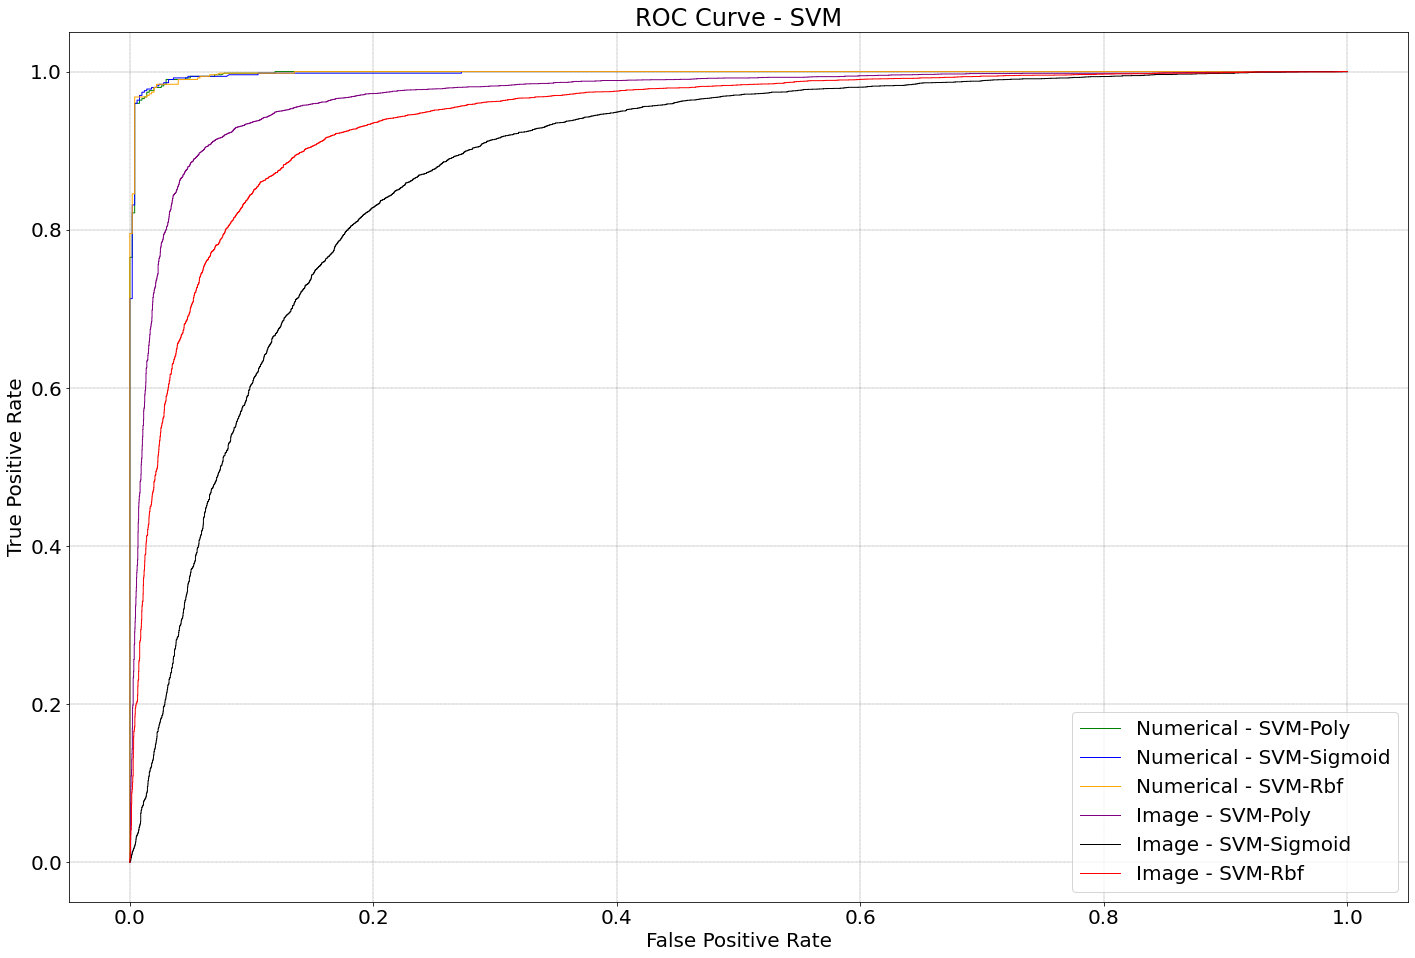 ROC Curve - SVM
1.0
0.8
0.6
0.4
0.2
0.0
True Positive Rate
0.0 0.2 0.4 0.6 0.8 1.0
False Positive Rate
Numerical - SVM-Poly
Numerical - SVM-Sigmoid
Numerical - SVM-Rbf
Image - SVM-Poly
Image - SVM-Sigmoid
Image - SVM-Rbf